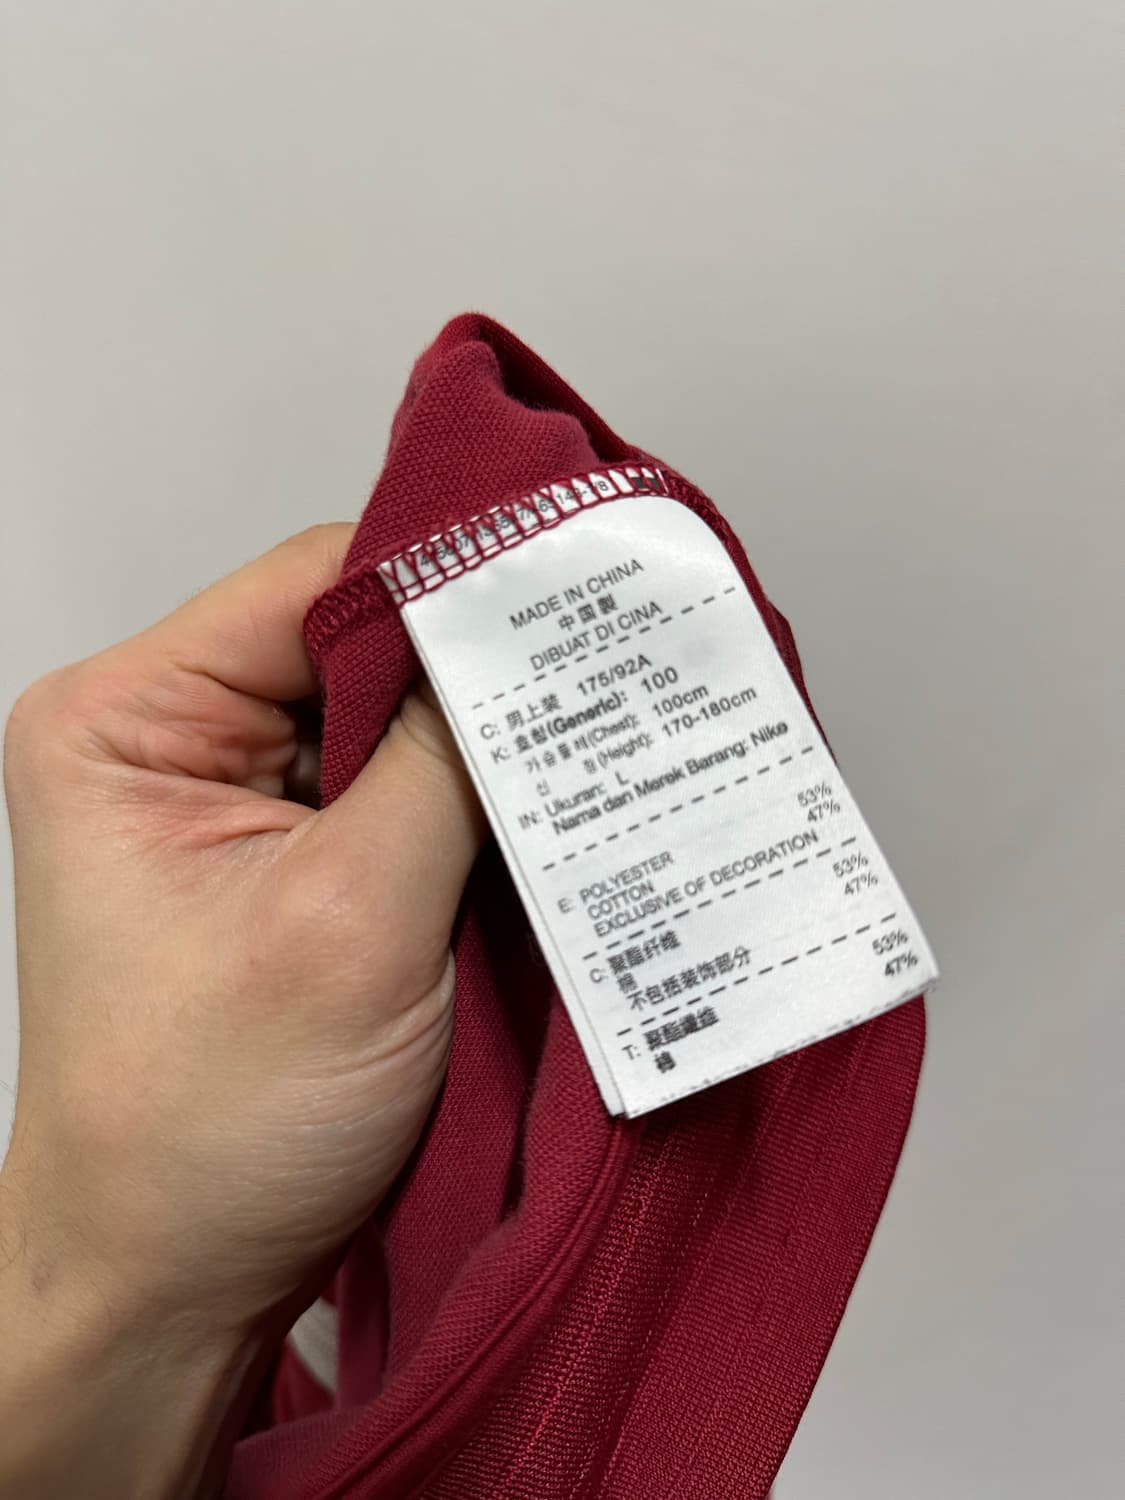 MADE IN CHINA
中国製
DIBUAT DI CINA
C: 男上装 175/92A
K: 호칭(Generic): 100
가슴둘레(Chest): 100cm
신 장(Height): 170-180cm
IN: Ukuran: L
Nama dan Merek Barang: Nike
E: POLYESTER 53%
COTTON 47%
EXCLUSIVE OF DECORATION
C: 聚酯纤维 53%
棉 47%
不包括装饰部分
T: 聚酯纖維 53%
棉 47%